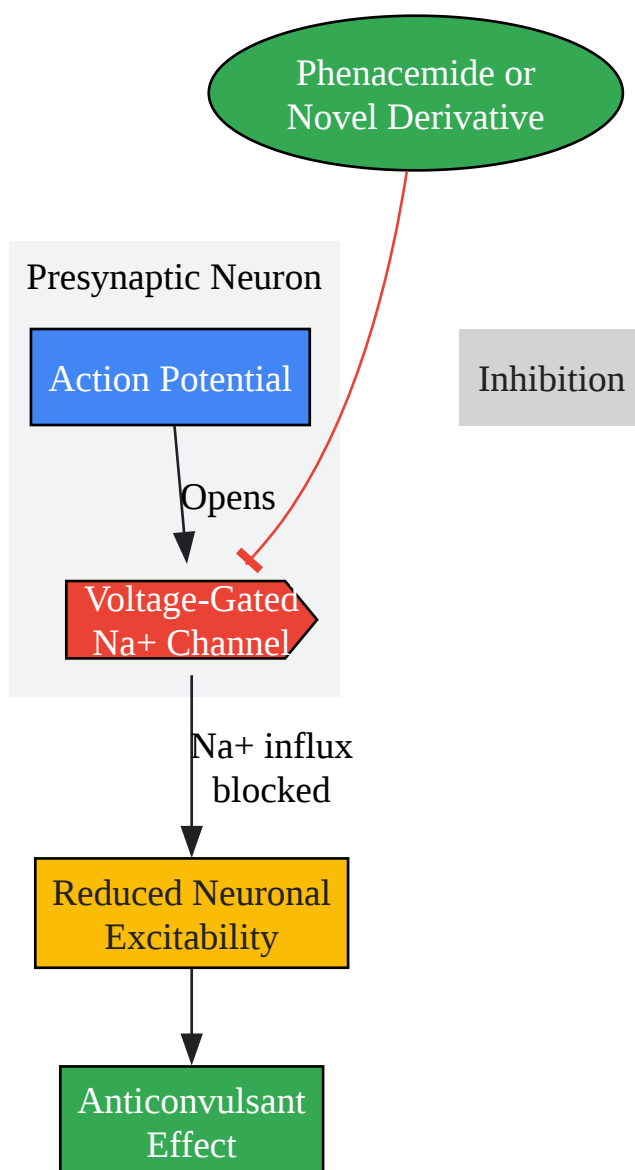 Phenacemide or
Novel Derivative
Presynaptic Neuron
Action Potential
Inhibition
Opens
Voltage-Gated
Na+ Channel
Na+ influx
blocked
Reduced Neuronal
Excitability
Anticonvulsant
Effect